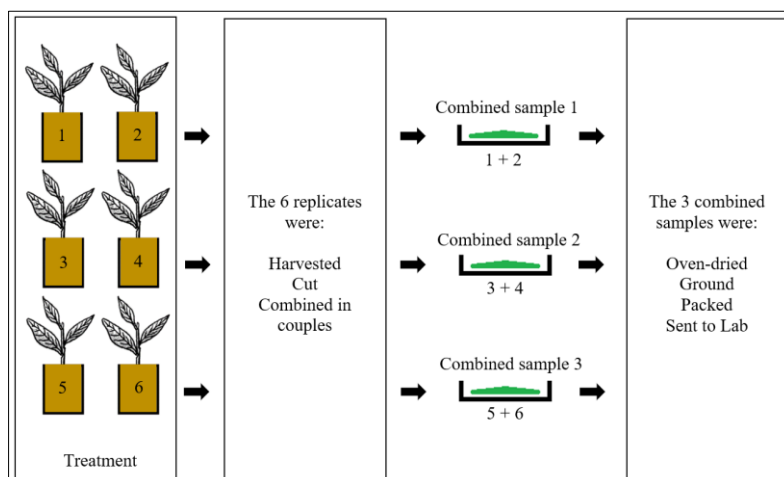 1
2
3
4
5
6
Treatment
The 6 replicates
were:
Harvested
Cut
Combined in
couples
Combined sample 1
1 + 2
Combined sample 2
3 + 4
Combined sample 3
5 + 6
The 3 combined
samples were:
Oven-dried
Ground
Packed
Sent to Lab